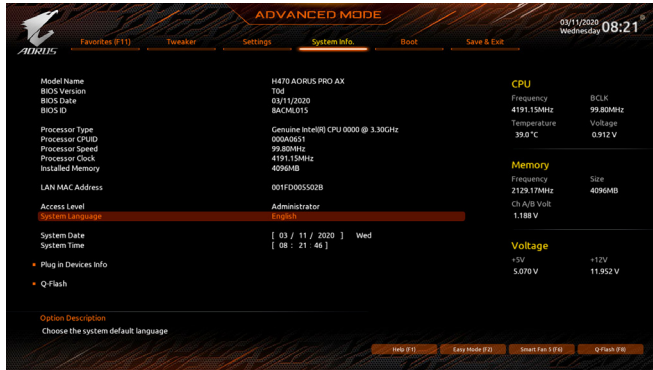 ADVANCED MODE
03/11/2020
Wednesday 08:21
AORUS
Favorites (F11) Tweaker Settings System Info. Boot Save & Exit
Model Name H470 AORUS PRO AX
BIOS Version T0d
BIOS Date 03/11/2020
BIOS ID 8ACML015
Processor Type Genuine Intel(R) CPU 0000 @ 3.30GHz
Processor CPUID 000A0651
Processor Speed 99.80MHz
Processor Clock 4191.15MHz
Installed Memory 4096MB
LAN MAC Address 001FD005502B
Access Level Administrator
System Language English
System Date [ 03 / 11 / 2020 ] Wed
System Time [ 08 : 21 : 46 ]
Plug in Devices Info
Q-Flash
CPU
Frequency BCLK
4191.15MHz 99.80MHz
Temperature Voltage
39.0 °C 0.912 V
Memory
Frequency Size
2129.17MHz 4096MB
Ch A/B Volt
1.188 V
Voltage
+5V +12V
5.070 V 11.952 V
Option Description
Choose the system default language
Help (F1) Easy Mode (F2) Smart Fan 5 (F6) Q-Flash (F8)